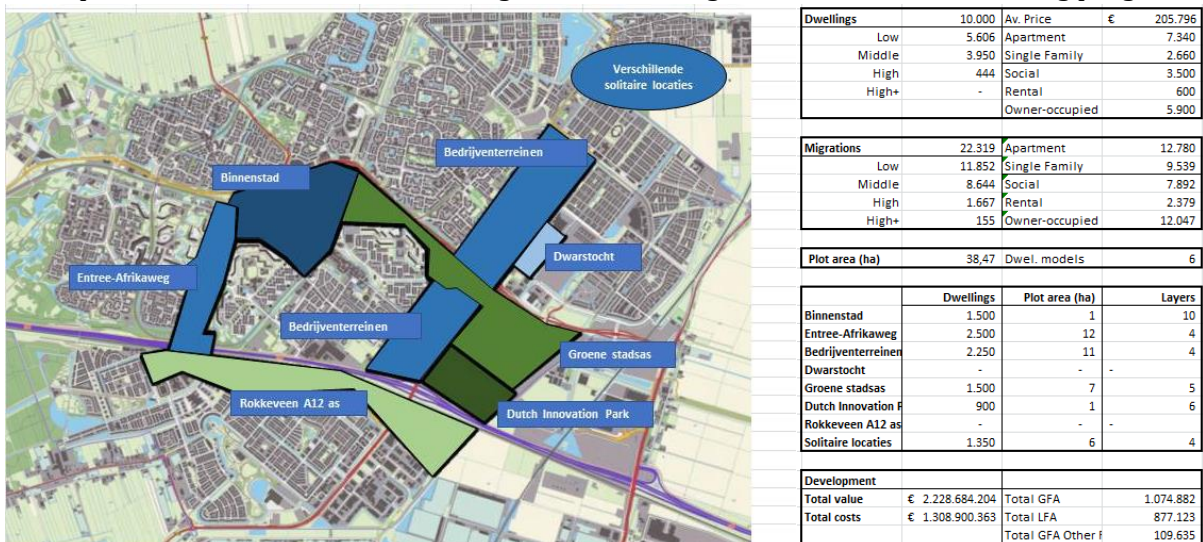 Verschillende
solitaire locaties
Bedrijventerreinen
Binnenstad
Dwarstocht
Entree-Afrikaweg
Bedrijventerreinen
Groene stadsas
Rokkeveen A12 as
Dutch Innovation Park
Dwellings 10.000 Av. Price € 205.796
Low 5.606 Apartment 7.340
Middle 3.950 Single Family 2.660
High 444 Social 3.500
High+ - Rental 600
Owner-occupied 5.900
Migrations 22.319 Apartment 12.780
Low 11.852 Single Family 9.539
Middle 8.644 Social 7.892
High 1.667 Rental 2.379
High+ 155 Owner-occupied 12.047
Plot area (ha) 38,47 Dwel. models 6
Dwellings Plot area (ha) Layers
Binnenstad 1.500 1 10
Entree-Afrikaweg 2.500 12 4
Bedrijventerreinen 2.250 11 4
Dwarstocht - - -
Groene stadsas 1.500 7 5
Dutch Innovation P 900 1 6
Rokkeveen A12 as - - -
Solitaire locaties 1.350 6 4
Development
Total value € 2.228.684.204 Total GFA 1.074.882
Total costs € 1.308.900.363 Total LFA 877.123
Total GFA Other F 109.635